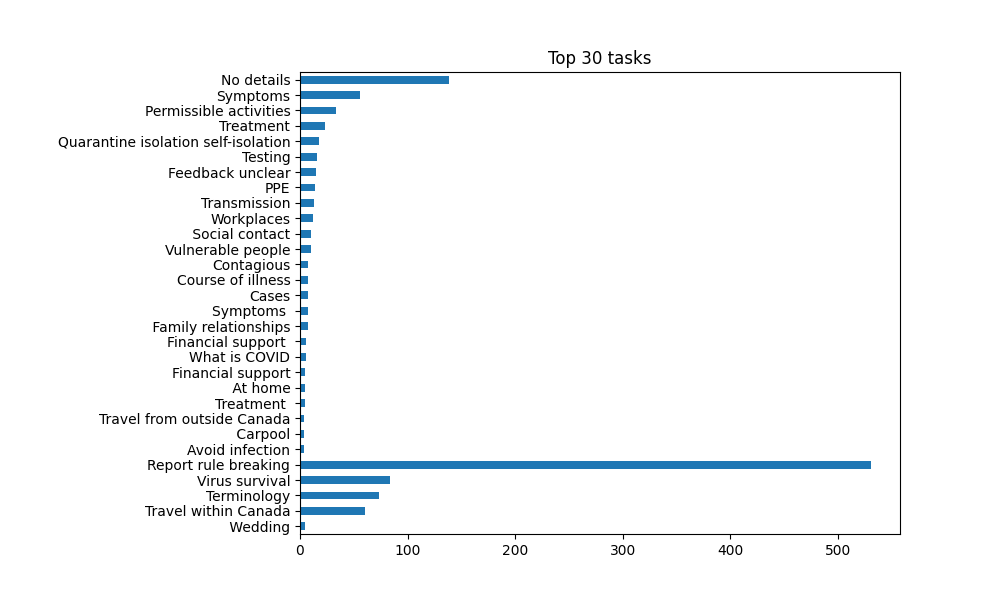 Top 30 tasks
No details
Symptoms
Permissible activities
Treatment
Quarantine isolation self-isolation
Testing
Feedback unclear
PPE
Transmission
Workplaces
Social contact
Vulnerable people
Contagious
Course of illness
Cases
Symptoms
Family relationships
Financial support
What is COVID
Financial support
At home
Treatment
Travel from outside Canada
Carpool
Avoid infection
Report rule breaking
Virus survival
Terminology
Travel within Canada
Wedding
0 100 200 300 400 500